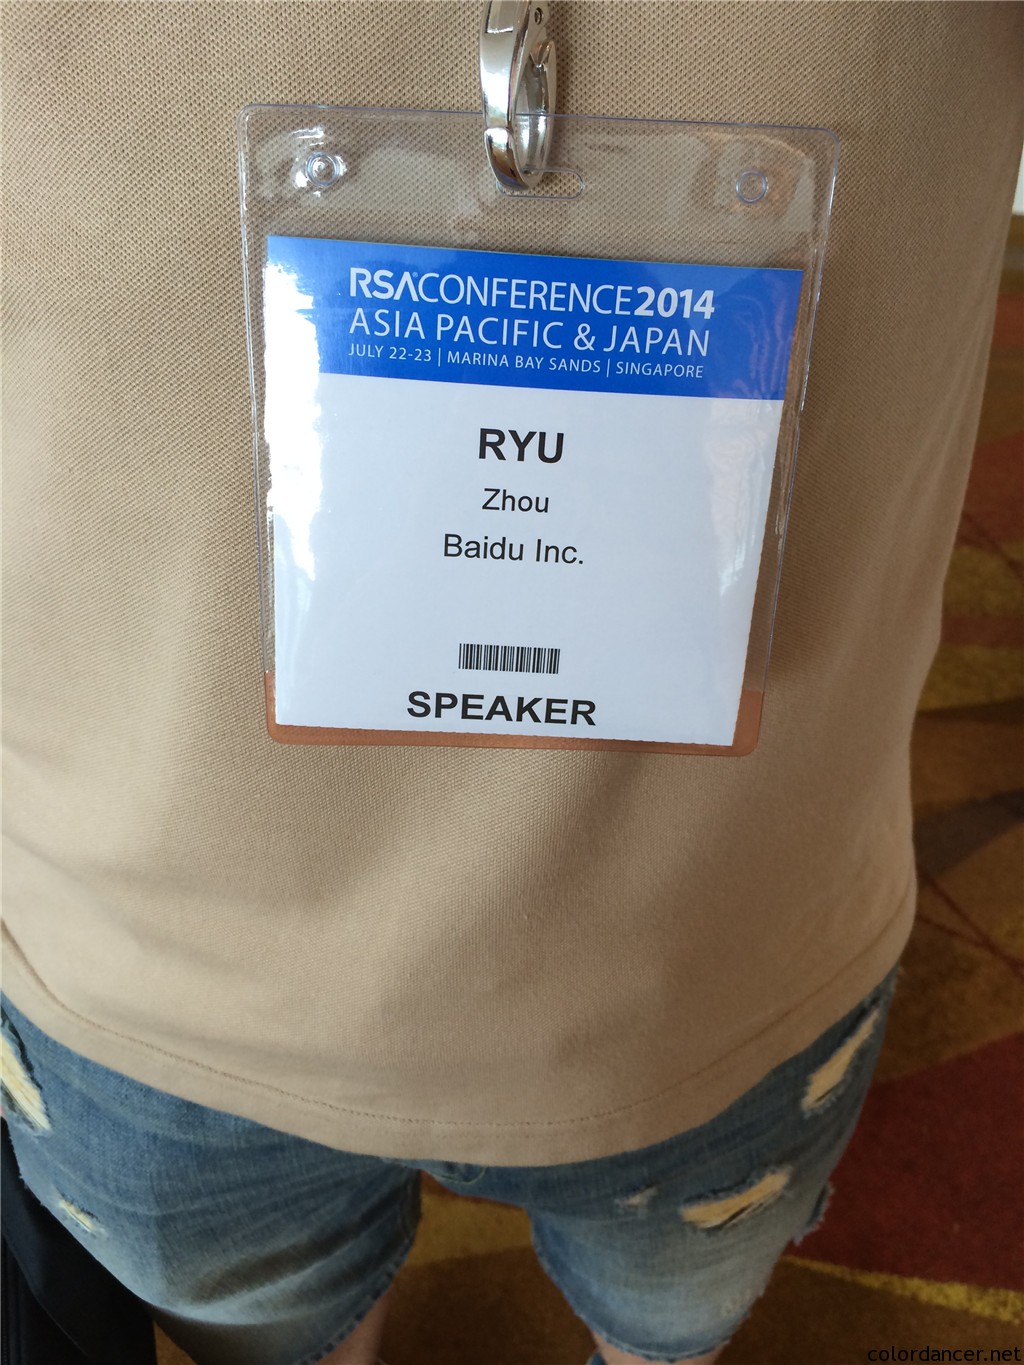 RSACONFERENCE2014
ASIA PACIFIC & JAPAN
JULY 22-23 | MARINA BAY SANDS | SINGAPORE
RYU
Zhou
Baidu Inc.
SPEAKER
colordancer.net